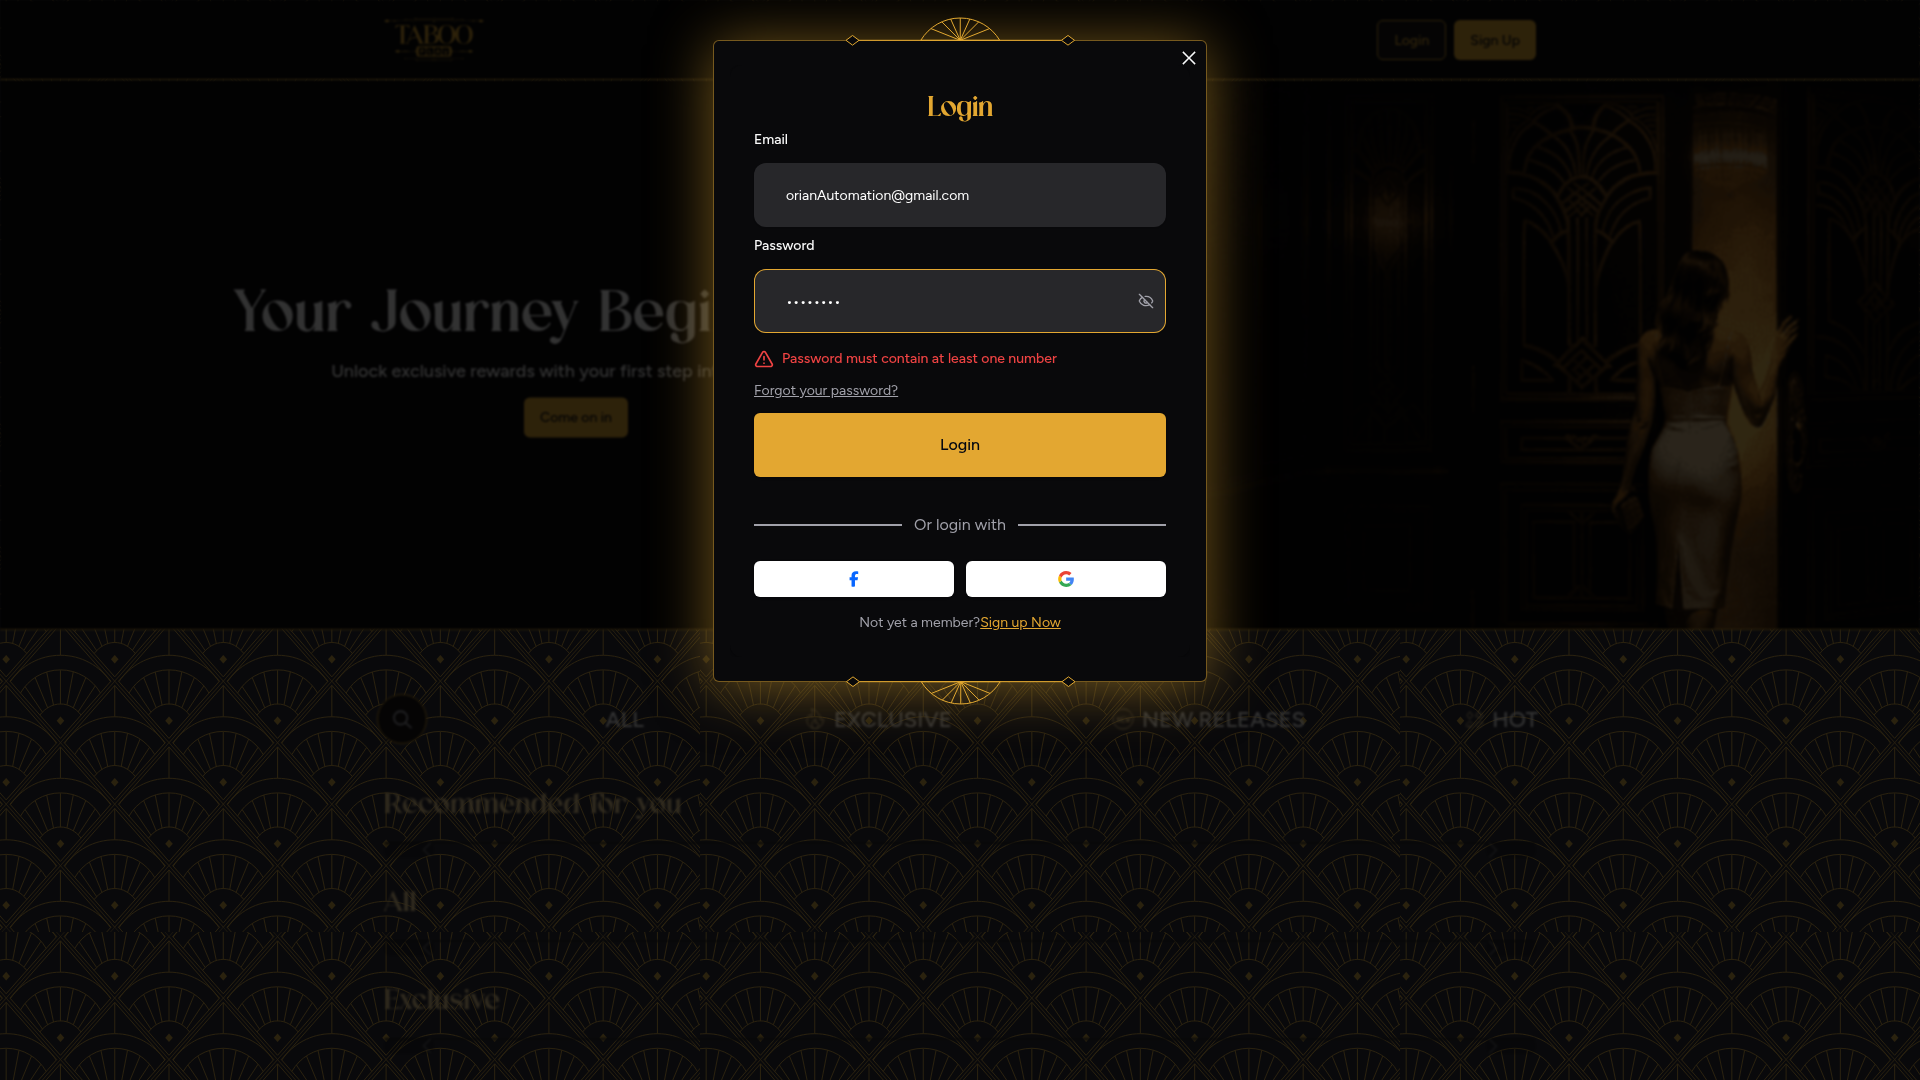 TABOO
Login
Sign Up
Login
Email
orianAutomation@gmail.com
Password
••••••••
Password must contain at least one number
Forgot your password?
Login
Or login with
Not yet a member?Sign up Now
Your Journey Begi
Unlock exclusive rewards with your first step in
Come on in
ALL
EXCLUSIVE
NEW RELEASES
HOT
Recommended for you
All
Exclusive